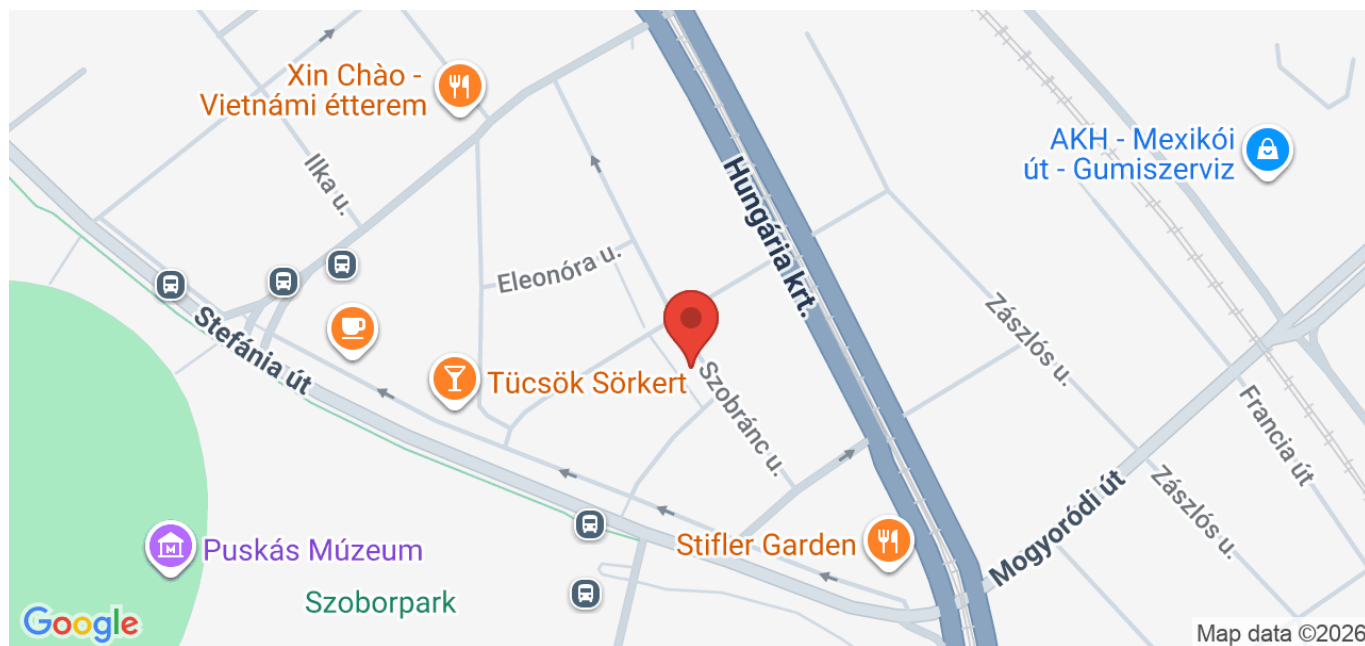 Xin Chào -
Vietnámi étterem
AKH - Mexikói
út - Gumiszerviz
Ilka u.
Hungária krt.
Eleonóra u.
Stefánia út
Zászlós u.
Tücsök Sörkert
Szobránc u.
Francia út
Zászlós u.
Mogyoródi út
Puskás Múzeum
Stifler Garden
Szoborpark
Google
Map data ©2026